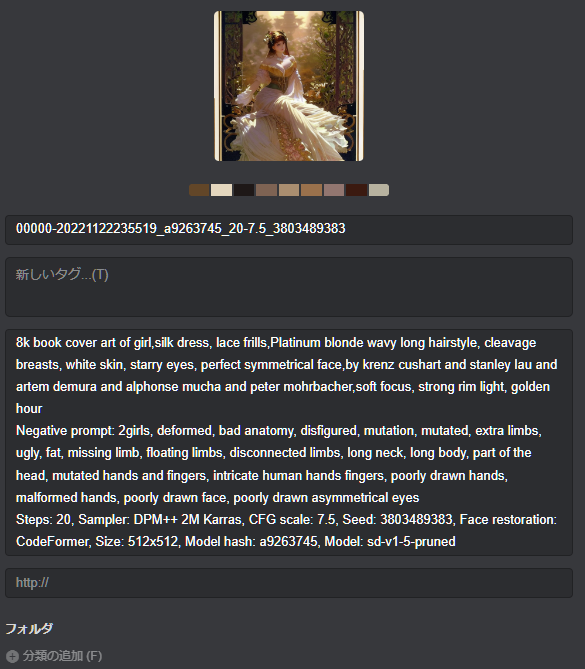 00000-20221122235519_a9263745_20-7.5_3803489383
新しいタグ...(T)
8k book cover art of girl,silk dress, lace frills,Platinum blonde wavy long hairstyle, cleavage
breasts, white skin, starry eyes, perfect symmetrical face,by krenz cushart and stanley lau and
artem demura and alphonse mucha and peter mohrbacher,soft focus, strong rim light, golden
hour
Negative prompt: 2girls, deformed, bad anatomy, disfigured, mutation, mutated, extra limbs,
ugly, fat, missing limb, floating limbs, disconnected limbs, long neck, long body, part of the
head, mutated hands and fingers, intricate human hands fingers, poorly drawn hands,
malformed hands, poorly drawn face, poorly drawn asymmetrical eyes
Steps: 20, Sampler: DPM++ 2M Karras, CFG scale: 7.5, Seed: 3803489383, Face restoration:
CodeFormer, Size: 512x512, Model hash: a9263745, Model: sd-v1-5-pruned
http://
フォルダ
分類の追加 (F)